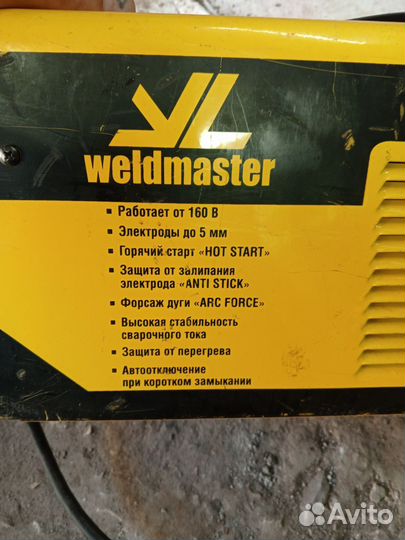 weldmaster
Работает от 160 В
Электроды до 5 мм
Горячий старт «HOT START»
Защита от залипания
электрода «ANTI STICK»
Форсаж дуги «ARC FORCE»
Высокая стабильность
сварочного тока
Защита от перегрева
Автоотключение
при коротком замыкании
Avito